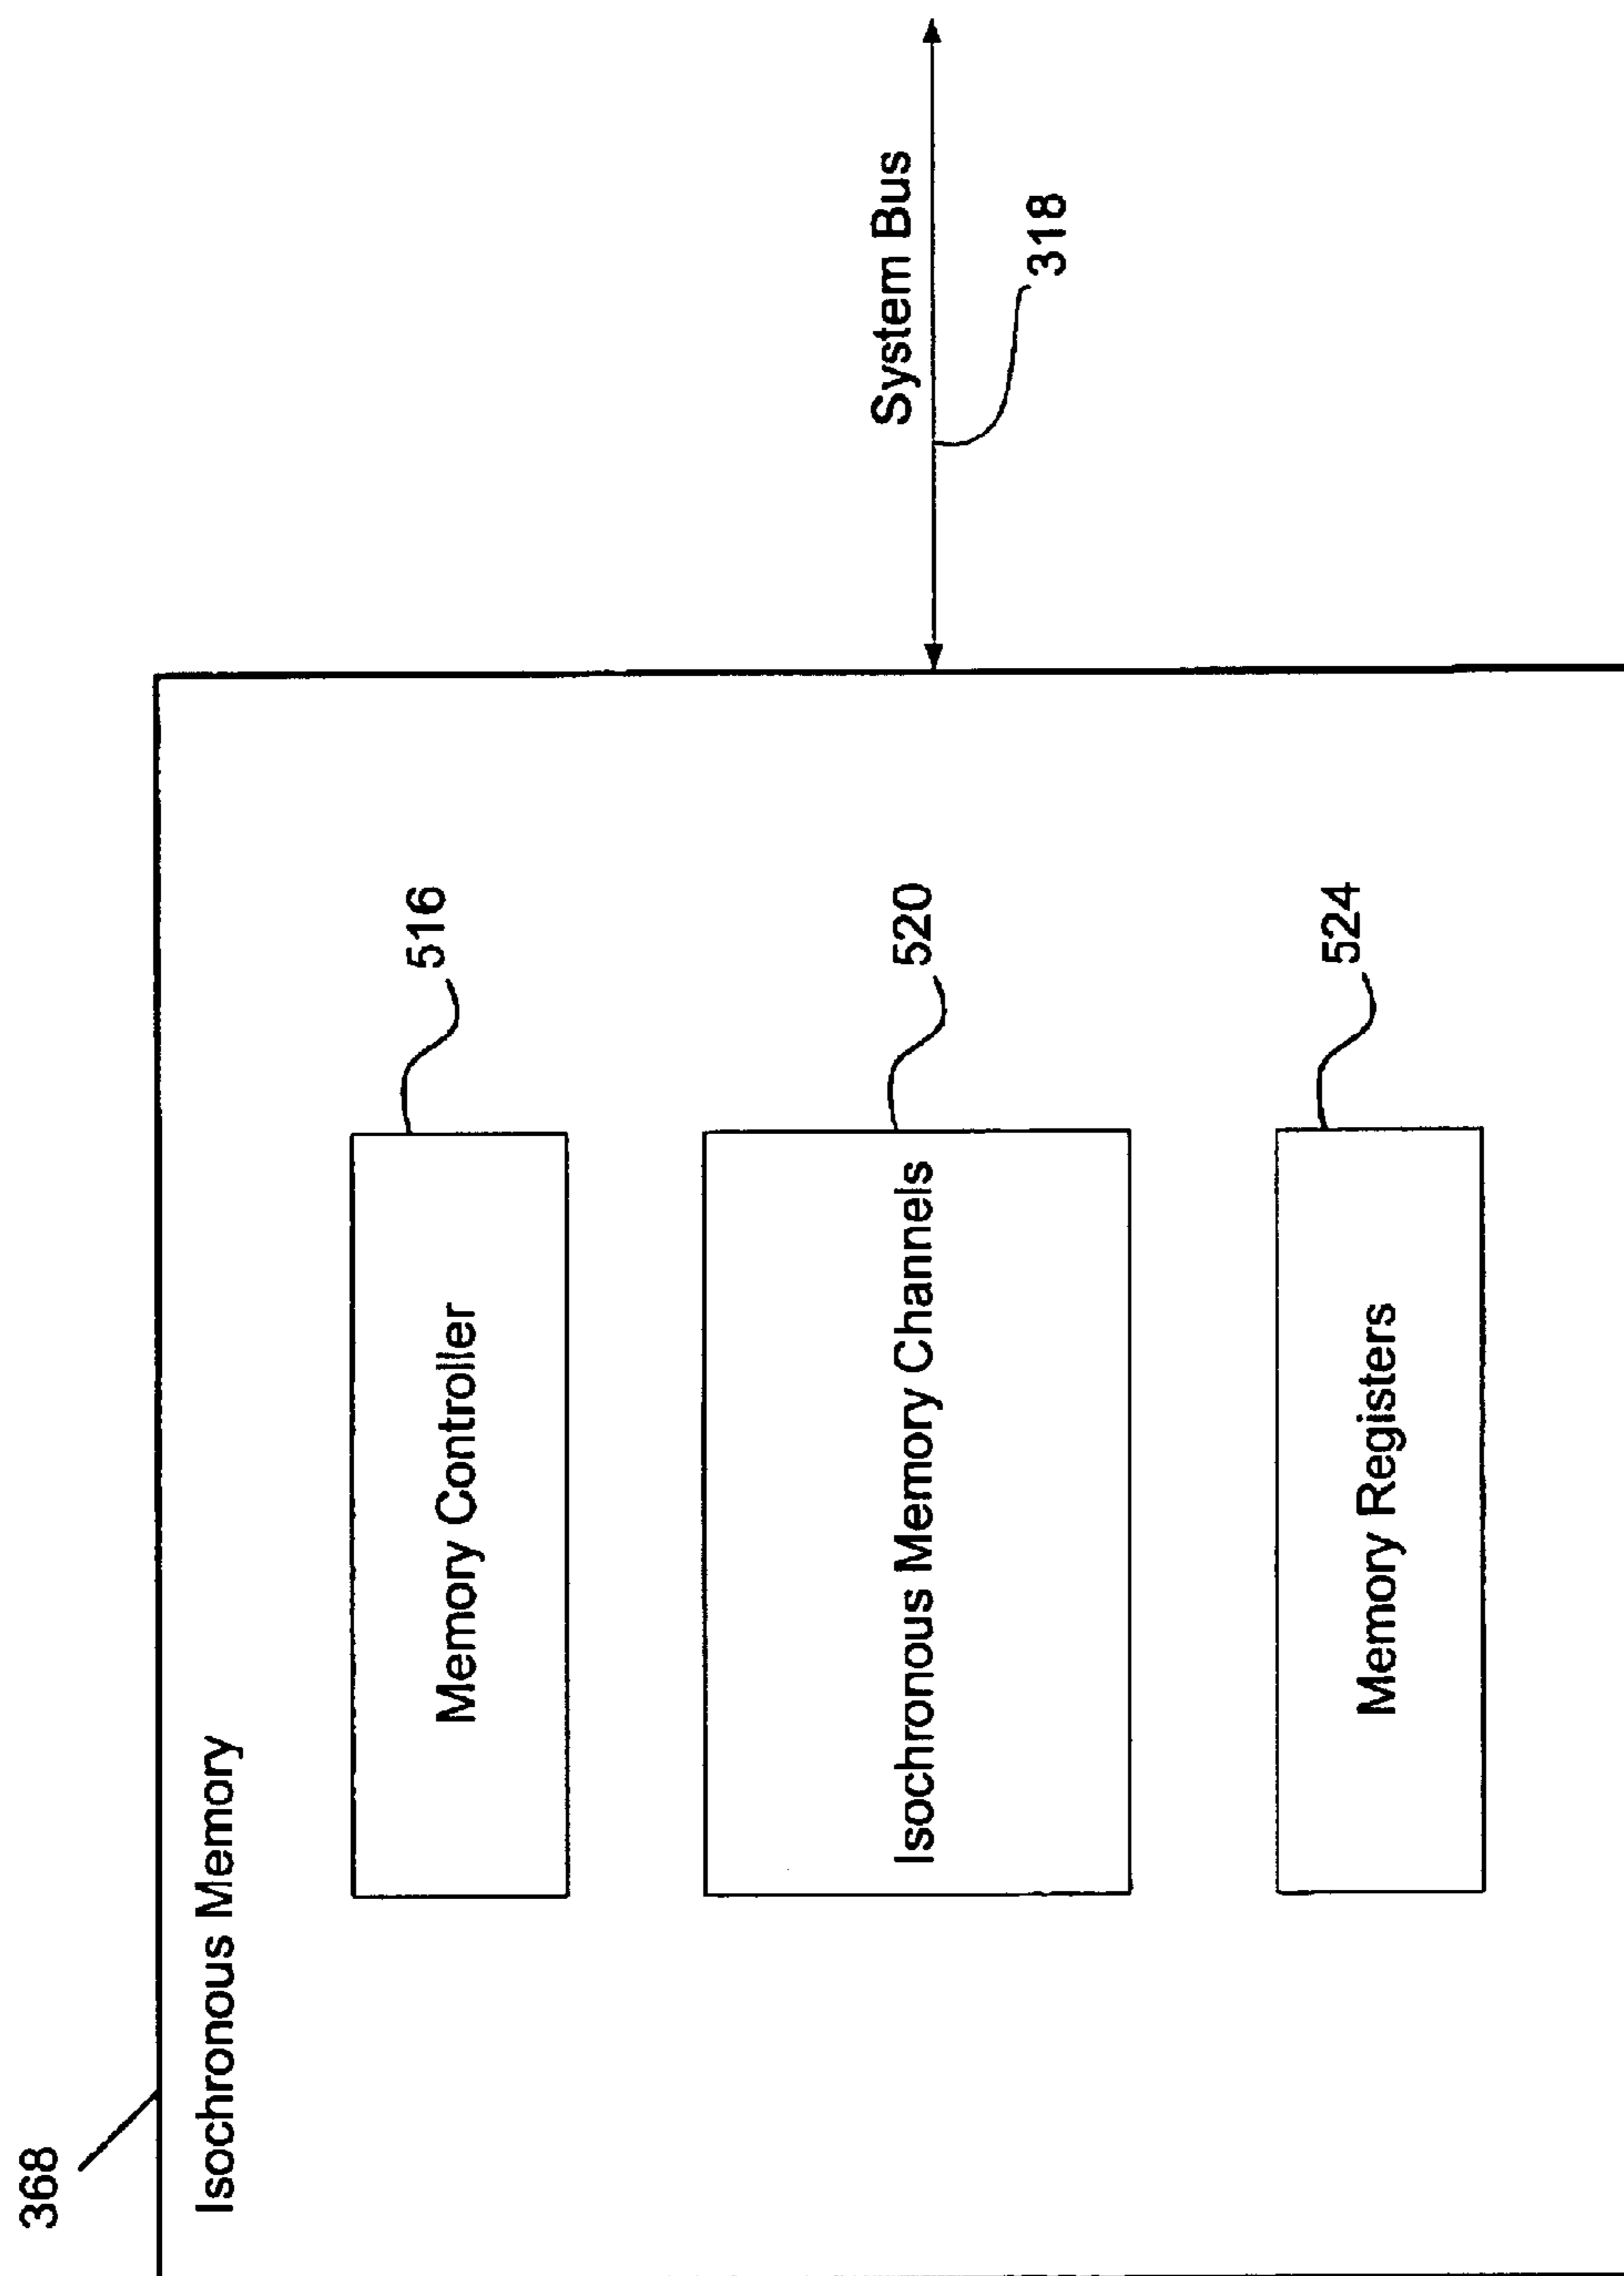 368
Isochronous Memory
516
Memory Controller
520
Isochronous Memory Channels
524
Memory Registers
System Bus
318